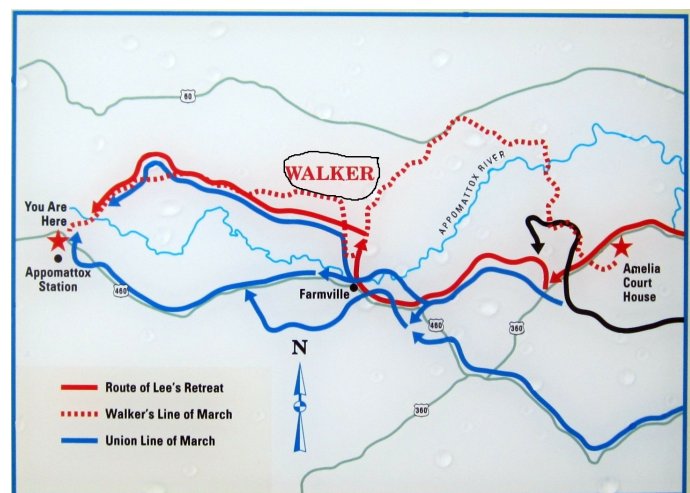 60
WALKER
APPOMATTOX RIVER
You Are
Here
Appomattox
Station
460
Farmville
Amelia
Court
House
460
360
N
360
Route of Lee's Retreat
Walker's Line of March
Union Line of March